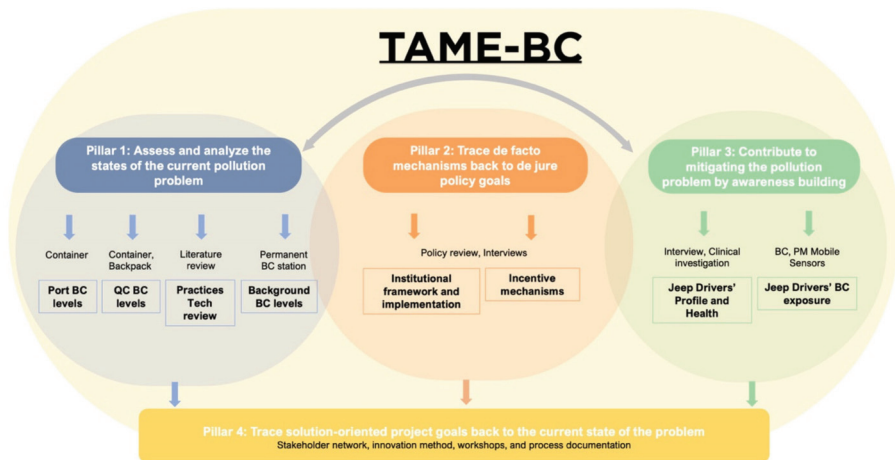 TAME-BC
Pillar 1: Assess and analyze the
states of the current pollution
problem
Pillar 2: Trace de facto
mechanisms back to de jure
policy goals
Pillar 3: Contribute to
mitigating the pollution
problem by awareness building
Container
Container,
Backpack
Literature
review
Permanent
BC station
Policy review, Interviews
Interview, Clinical
investigation
BC, PM Mobile
Sensors
Port BC
levels
QC BC
levels
Practices
Tech
review
Background
BC levels
Institutional
framework and
implementation
Incentive
mechanisms
Jeep Drivers'
Profile and
Health
Jeep Drivers' BC
exposure
Pillar 4: Trace solution-oriented project goals back to the current state of the problem
Stakeholder network, innovation method, workshops, and process documentation